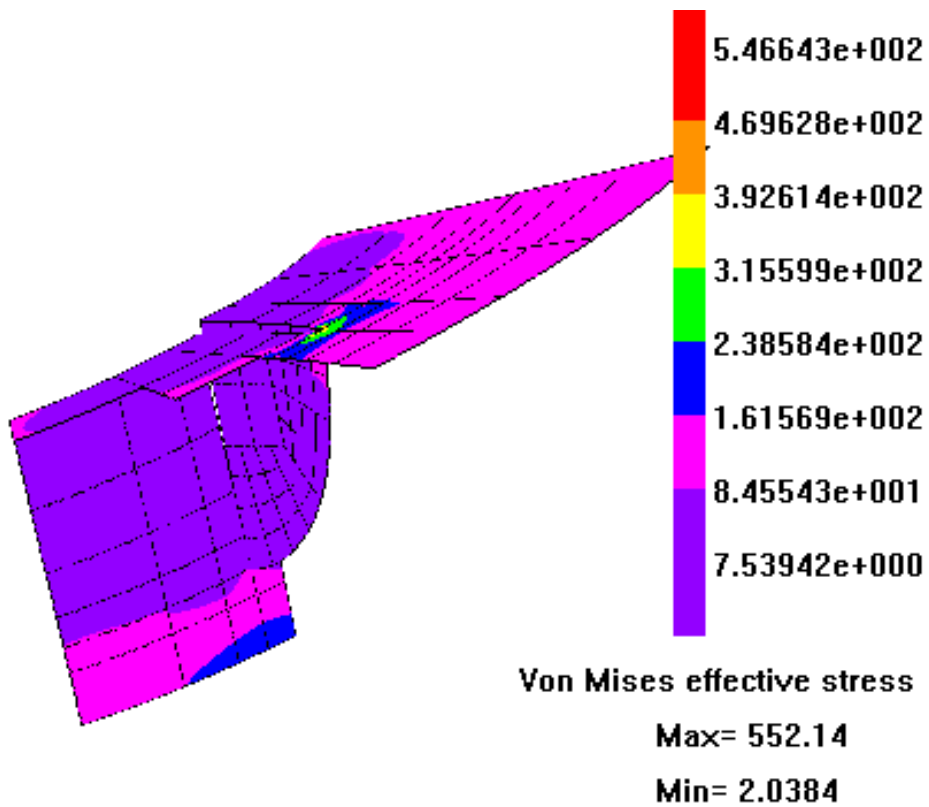 5.46643e+002
4.69628e+002
3.92614e+002
3.15599e+002
2.38584e+002
1.61569e+002
8.45543e+001
7.53942e+000
Von Mises effective stress
Max= 552.14
Min= 2.0384